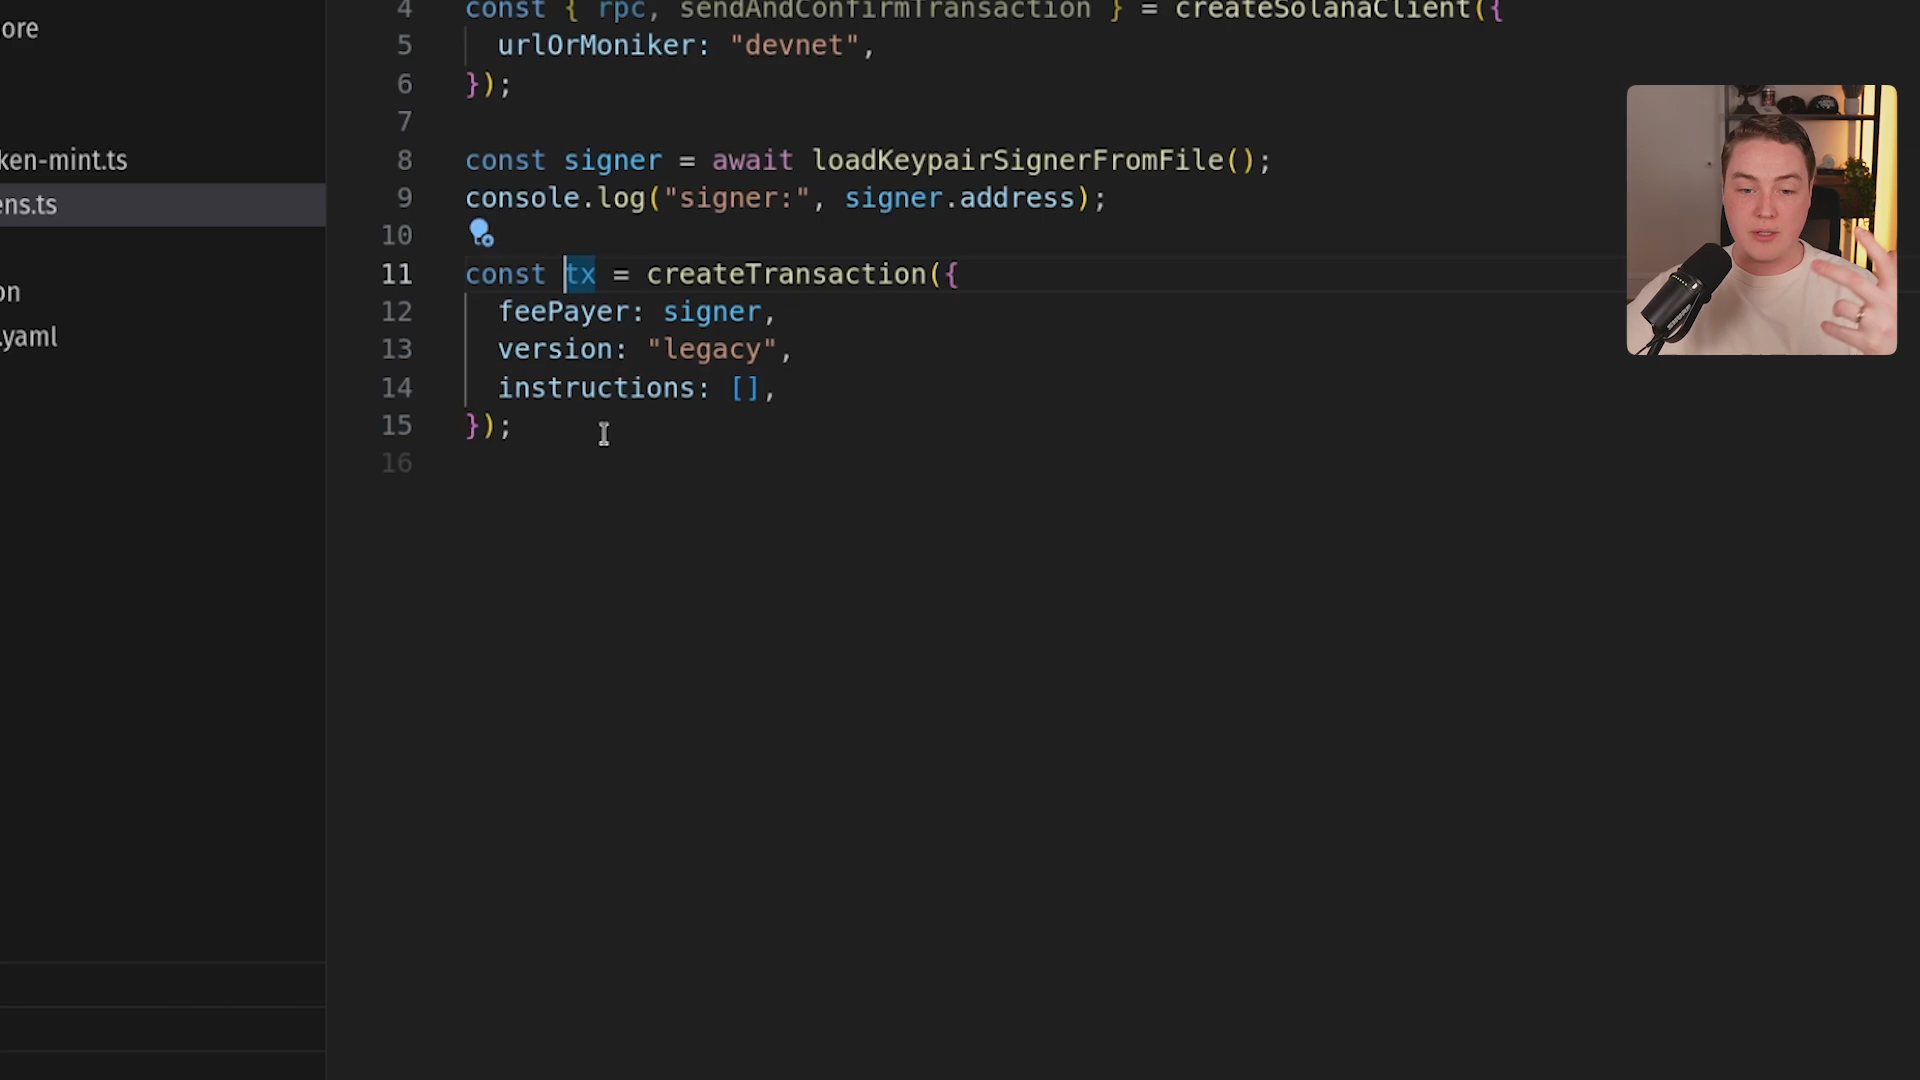 ore
ken-mint.ts
ens.ts
on
.yaml
4 const { rpc, sendAndConfirmTransaction } = createSolanaClient({
5 urlOrMoniker: "devnet",
6 });
7
8 const signer = await loadKeypairSignerFromFile();
9 console.log("signer:", signer.address);
10
11 const tx = createTransaction({
12 feePayer: signer,
13 version: "legacy",
14 instructions: [],
15 });
16